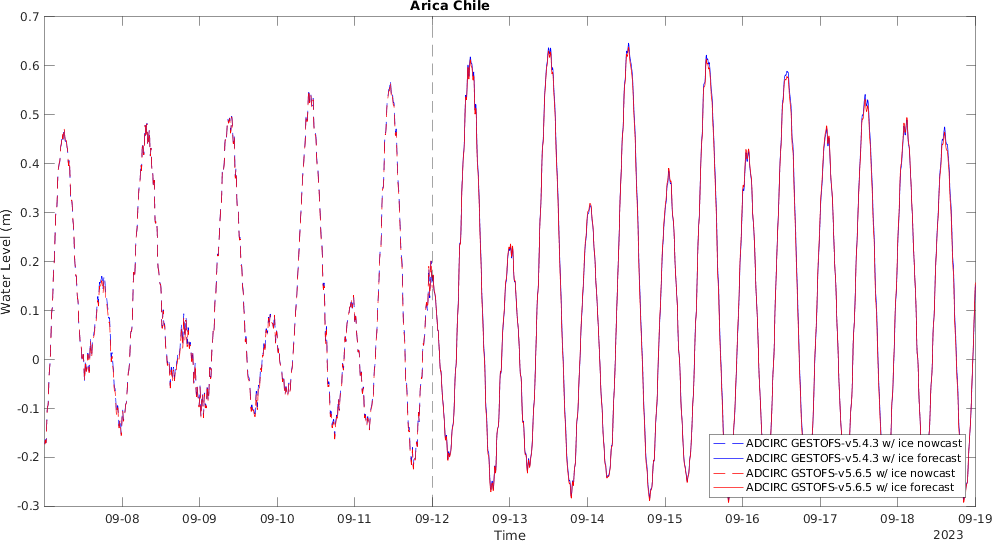 Arica Chile
Water Level (m)
0.7
0.6
0.5
0.4
0.3
0.2
0.1
0
-0.1
-0.2
-0.3
ADCIRC GESTOFS-v5.4.3 w/ ice nowcast
ADCIRC GESTOFS-v5.4.3 w/ ice forecast
ADCIRC GSTOFS-v5.6.5 w/ ice nowcast
ADCIRC GSTOFS-v5.6.5 w/ ice forecast
09-08 09-09 09-10 09-11 09-12 09-13 09-14 09-15 09-16 09-17 09-18 09-19
Time
2023